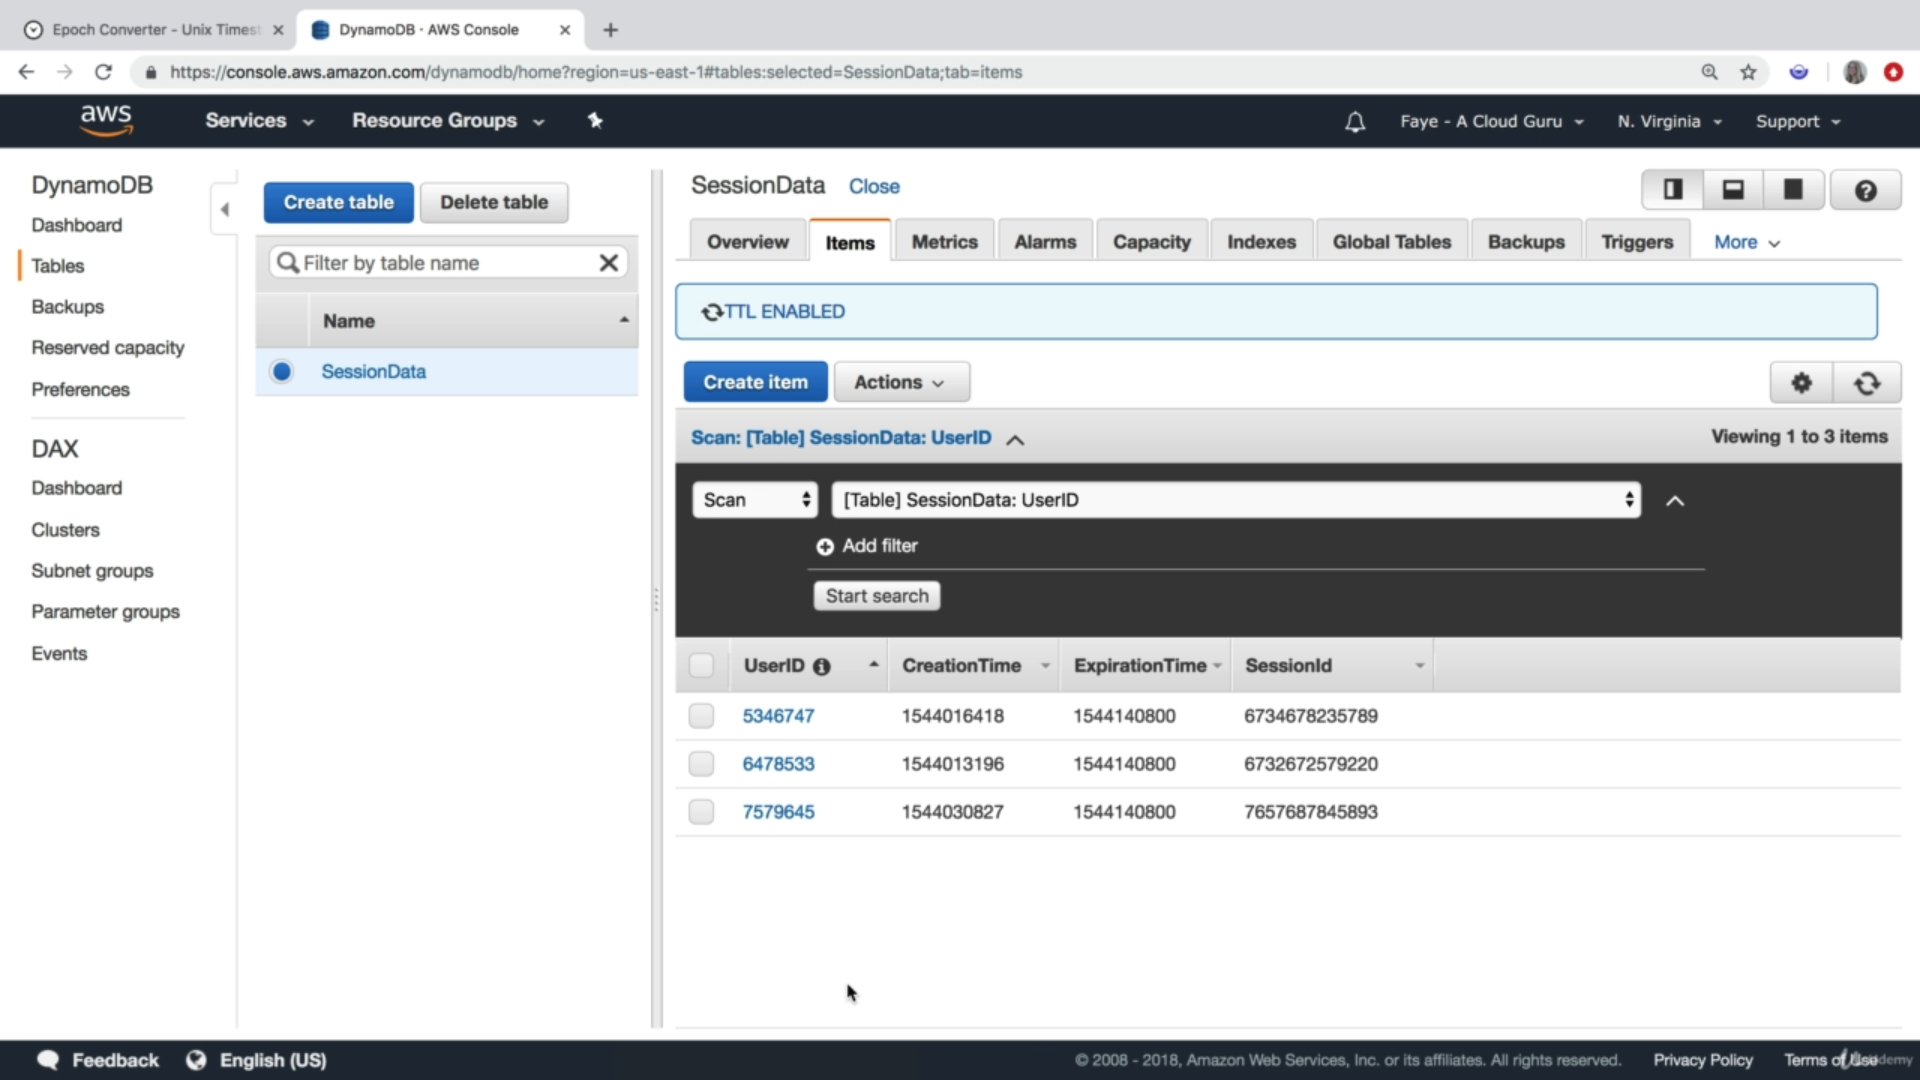 Epoch Converter - Unix Times
DynamoDB · AWS Console
https://console.aws.amazon.com/dynamodb/home?region=us-east-1#tables:selected=SessionData;tab=items
aws
Services
Resource Groups
Faye - A Cloud Guru
N. Virginia
Support
DynamoDB
Dashboard
Tables
Backups
Reserved capacity
Preferences
DAX
Dashboard
Clusters
Subnet groups
Parameter groups
Events
Create table
Delete table
Filter by table name
Name
SessionData
SessionData Close
Overview Items Metrics Alarms Capacity Indexes Global Tables Backups Triggers More
TTL ENABLED
Create item
Actions
Scan: [Table] SessionData: UserID
Viewing 1 to 3 items
Scan
[Table] SessionData: UserID
Add filter
Start search
UserID CreationTime ExpirationTime SessionId
5346747 1544016418 1544140800 6734678235789
6478533 1544013196 1544140800 6732672579220
7579645 1544030827 1544140800 7657687845893
Feedback
English (US)
© 2008 - 2018, Amazon Web Services, Inc. or its affiliates. All rights reserved.
Privacy Policy
Terms of Use